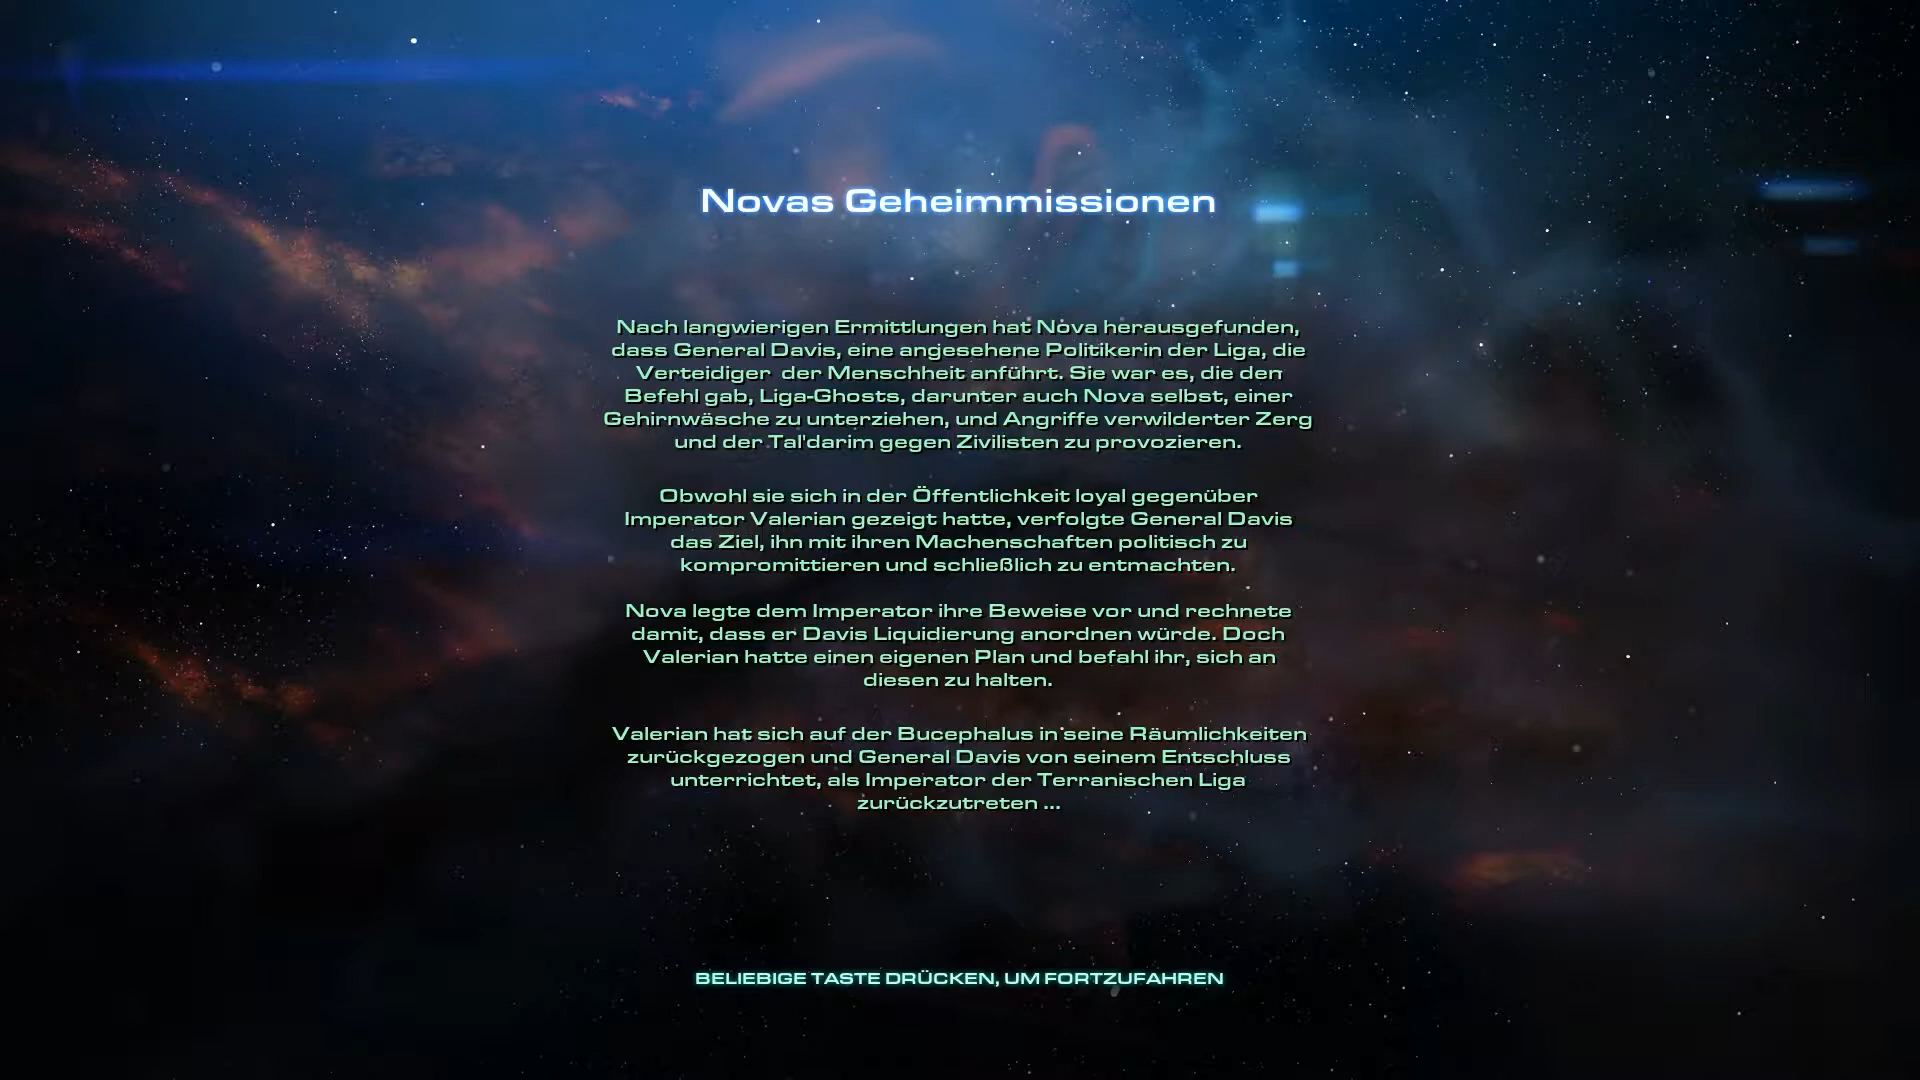 Novas Geheimmissionen
Nach langwierigen Ermittlungen hat Nova herausgefunden,
dass General Davis, eine angesehene Politikerin der Liga, die
Verteidiger  der Menschheit anführt. Sie war es, die den
Befehl gab, Liga-Ghosts, darunter auch Nova selbst, einer
Gehirnwäsche zu unterziehen, und Angriffe verwilderter Zerg
und der Tal'darim gegen Zivilisten zu provozieren.
Obwohl sie sich in der Öffentlichkeit loyal gegenüber
Imperator Valerian gezeigt hatte, verfolgte General Davis
das Ziel, ihn mit ihren Machenschaften politisch zu
kompromittieren und schließlich zu entmachten.
Nova legte dem Imperator ihre Beweise vor und rechnete
damit, dass er Davis Liquidierung anordnen würde. Doch
Valerian hatte einen eigenen Plan und befahl ihr, sich an
diesen zu halten.
Valerian hat sich auf der Bucephalus in seine Räumlichkeiten
zurückgezogen und General Davis von seinem Entschluss
unterrichtet, als Imperator der Terranischen Liga
zurückzutreten ...
BELIEBIGE TASTE DRÜCKEN, UM FORTZUFAHREN